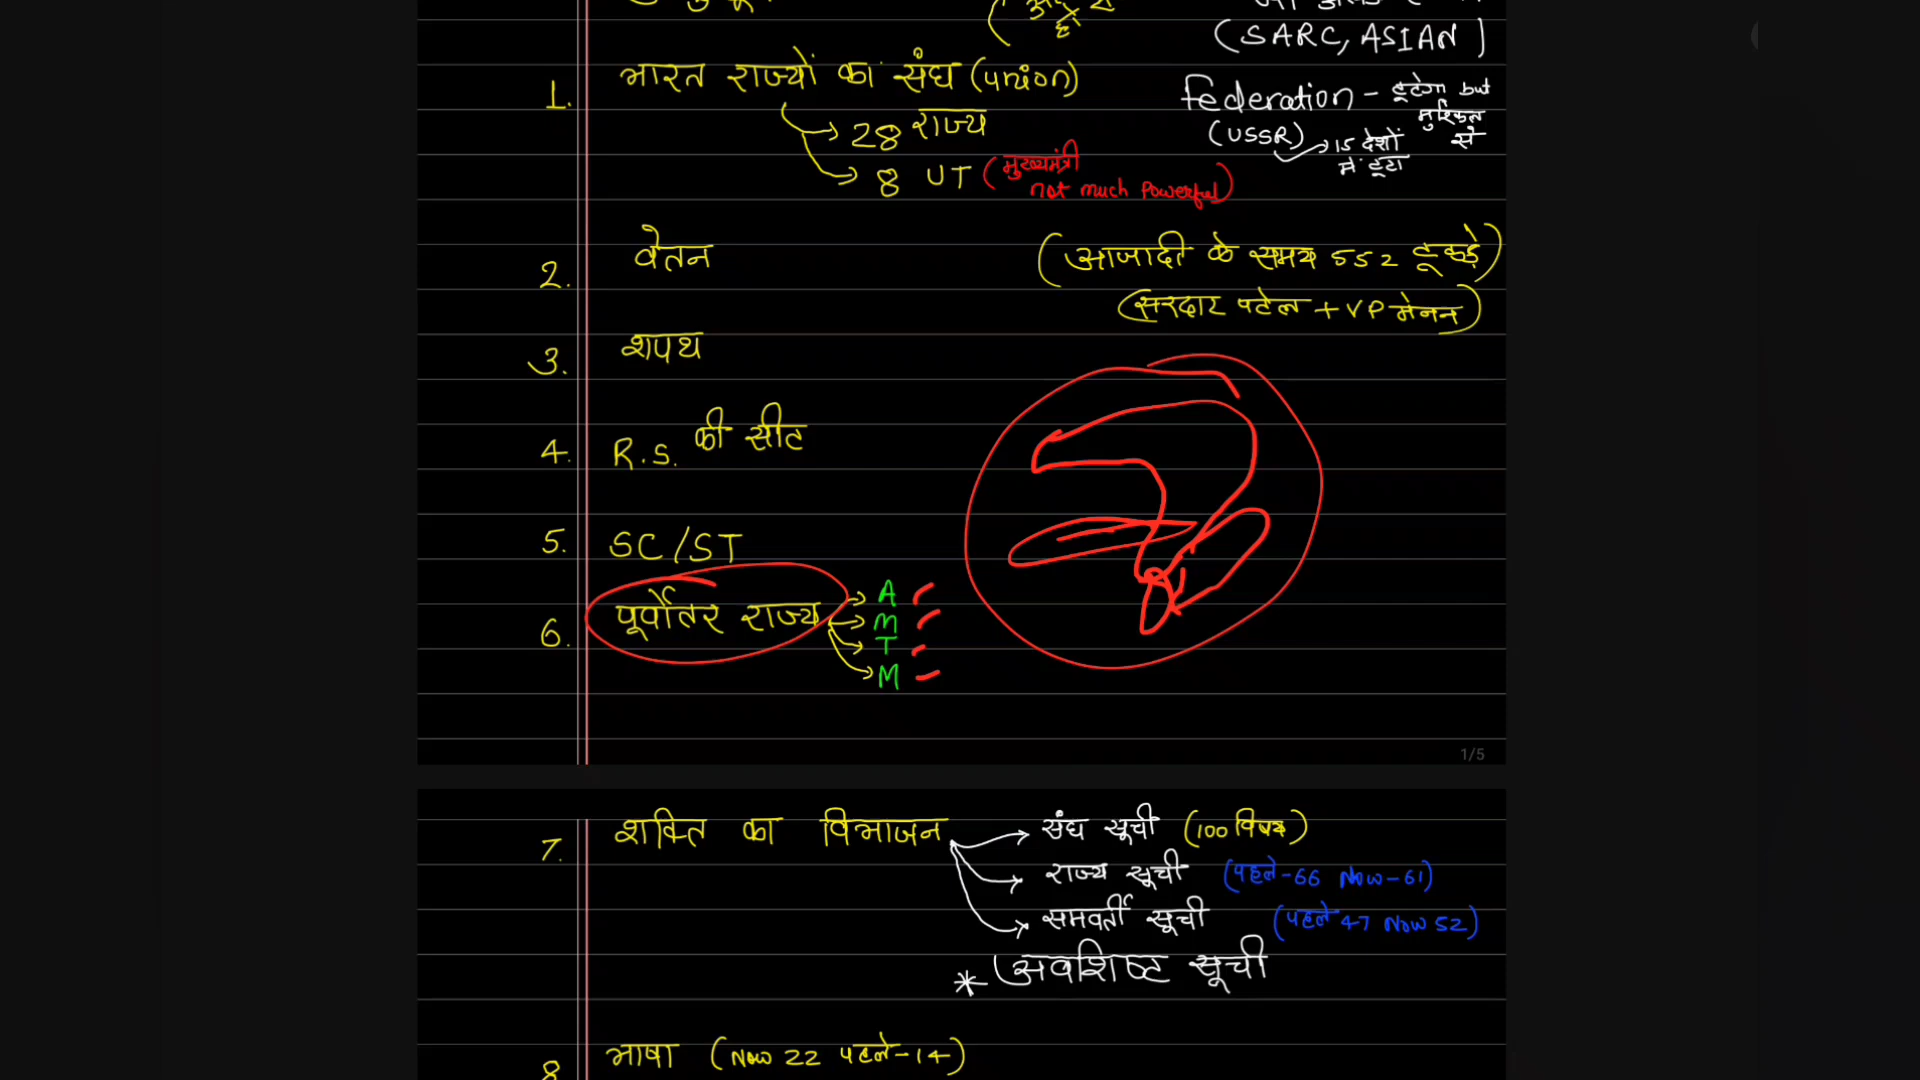 (SARC, ASIAN)
1. भारत राज्यों का संघ (union)
Federation - टूटेगा but मुश्किल से
→ 28 राज्य
(USSR) → 15 देशों में टूटा
→ 8 UT (मुख्यमंत्री not much Powerful)
2. वेतन
(आजादी के समय 552 टूकड़े)
(सरदार पटेल + VP मेनन)
3. शपथ
4. R.S. की सीट
5. SC/ST
6. पूर्वोतर राज्य → A
→ M
→ T
→ M
1/5
7. शक्ति का विभाजन → संघ सूची (100 विषय)
→ राज्य सूची (पहले-66 Now-61)
→ समवर्ती सूची (पहले 47 Now 52)
* अवशिष्ट सूची
8. भाषा (Now 22 पहले-14)